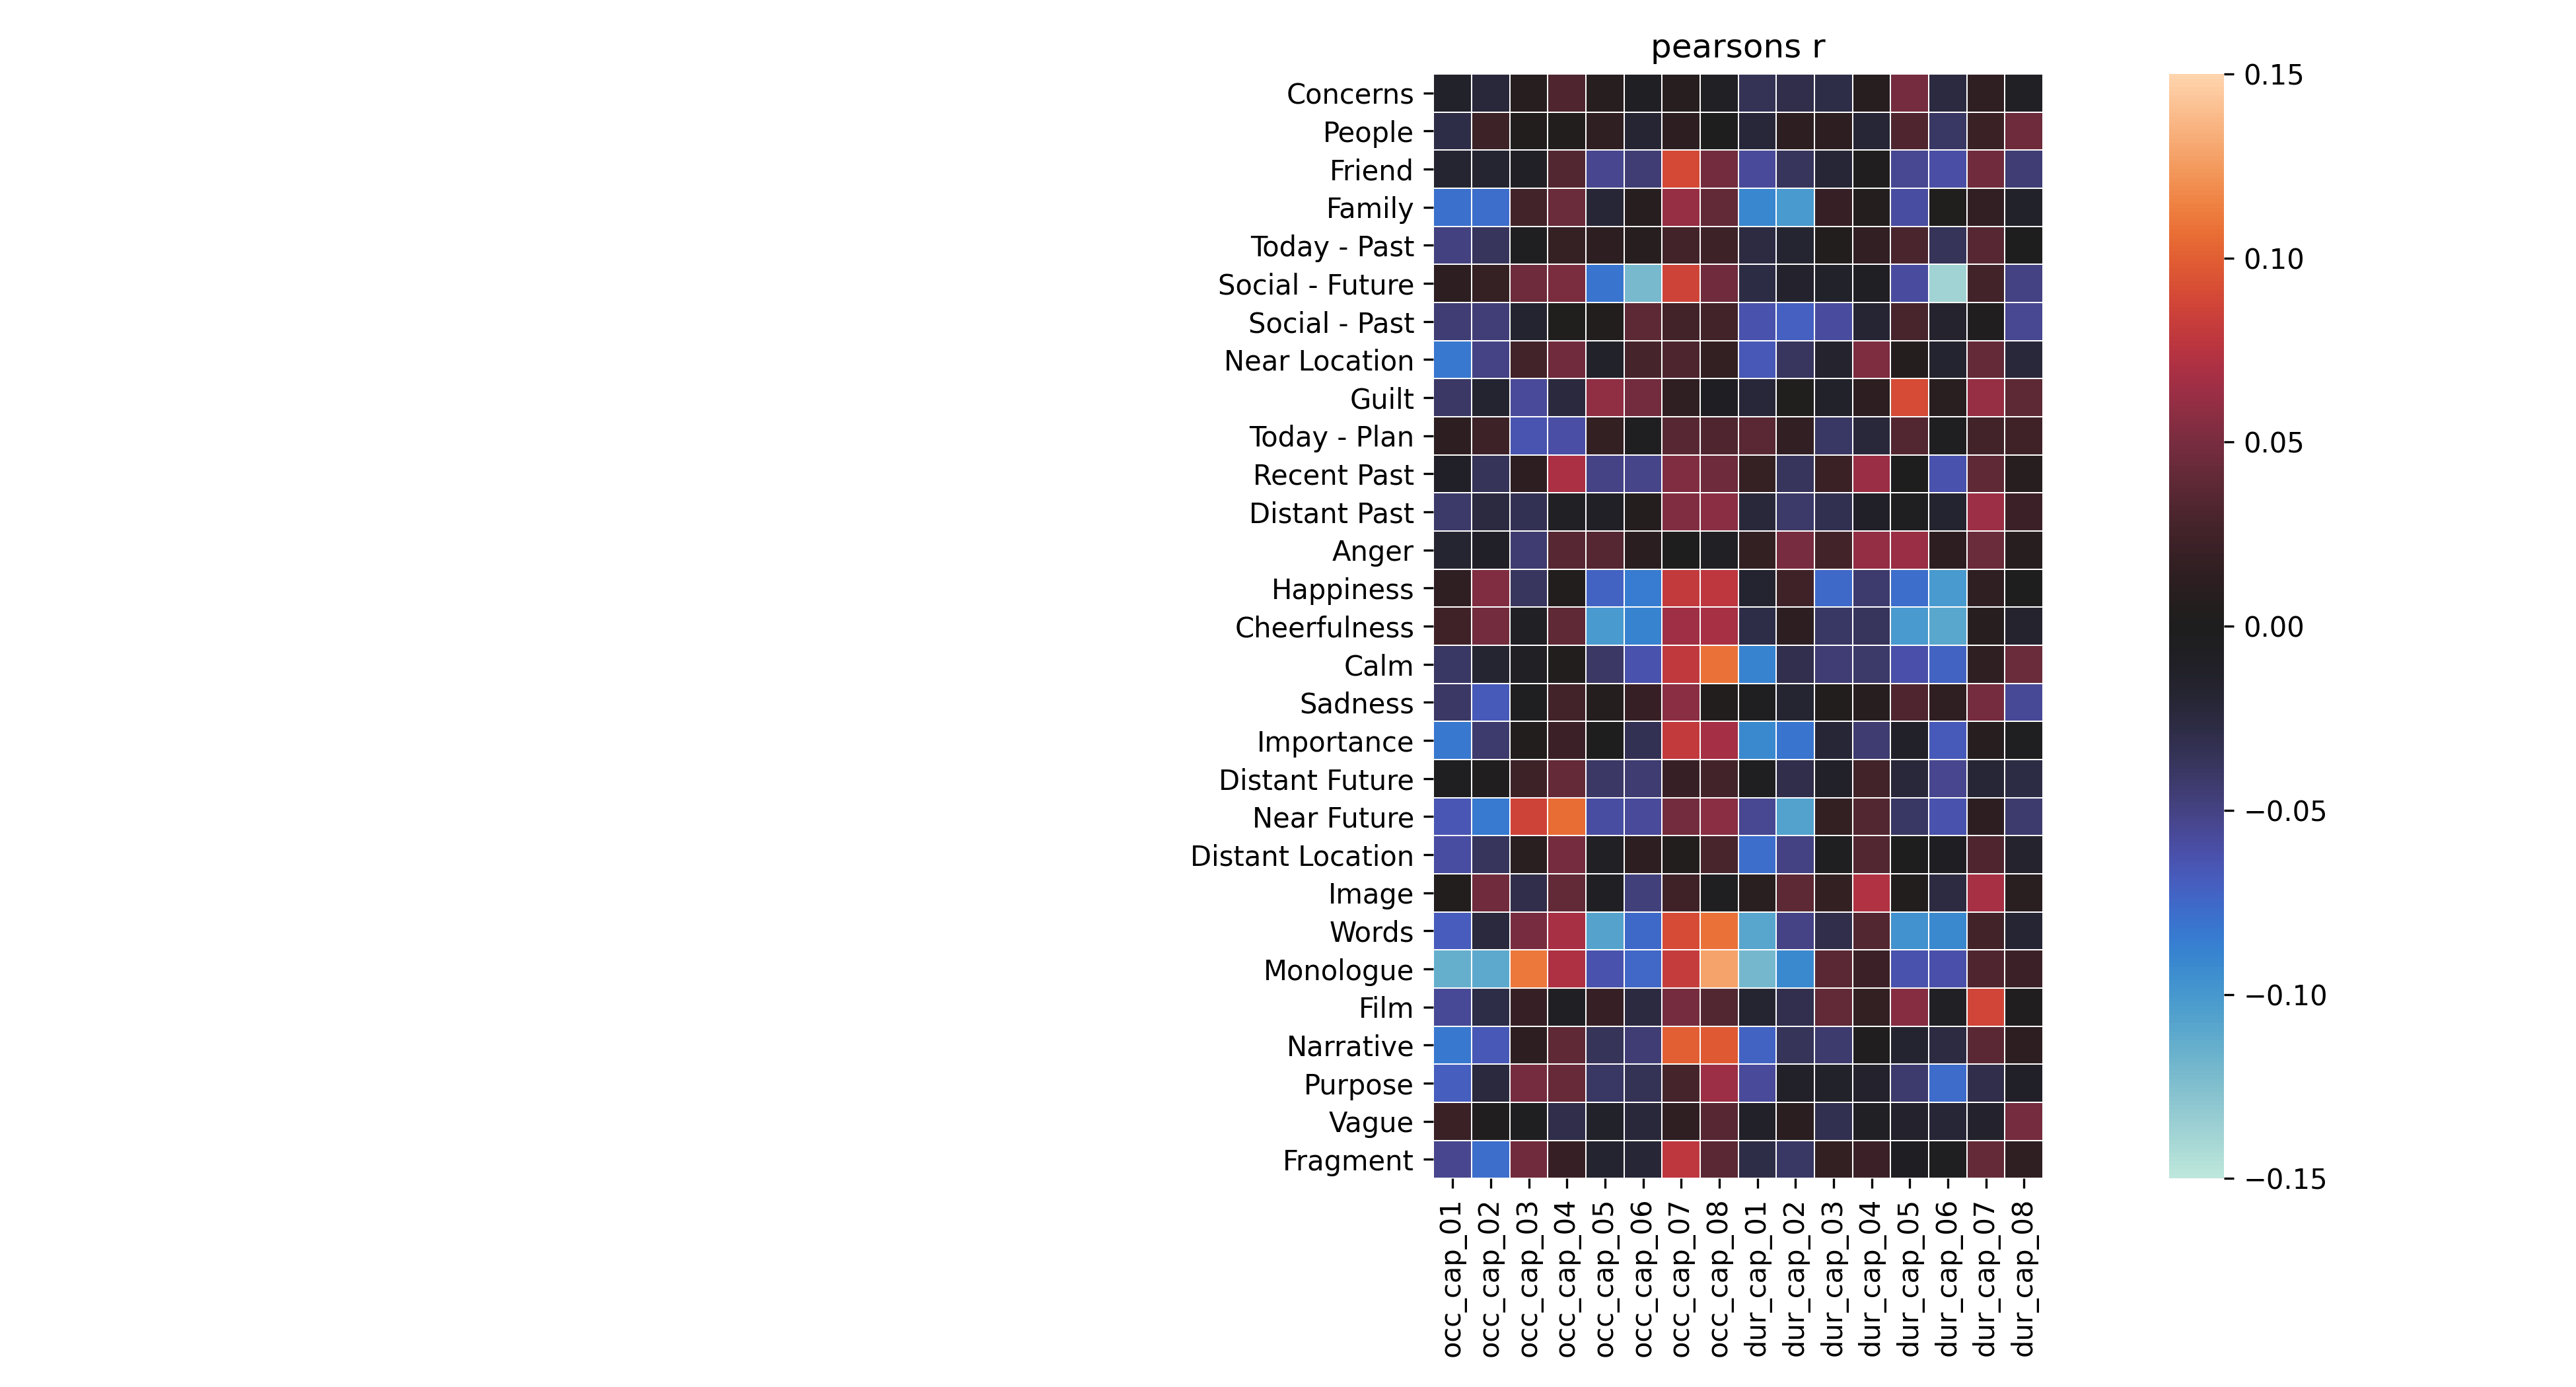 pearsons r
Concerns
People
Friend
Family
Today - Past
Social - Future
Social - Past
Near Location
Guilt
Today - Plan
Recent Past
Distant Past
Anger
Happiness
Cheerfulness
Calm
Sadness
Importance
Distant Future
Near Future
Distant Location
Image
Words
Monologue
Film
Narrative
Purpose
Vague
Fragment
occ_cap_01
occ_cap_02
occ_cap_03
occ_cap_04
occ_cap_05
occ_cap_06
occ_cap_07
occ_cap_08
dur_cap_01
dur_cap_02
dur_cap_03
dur_cap_04
dur_cap_05
dur_cap_06
dur_cap_07
dur_cap_08
0.15
0.10
0.05
0.00
−0.05
−0.10
−0.15